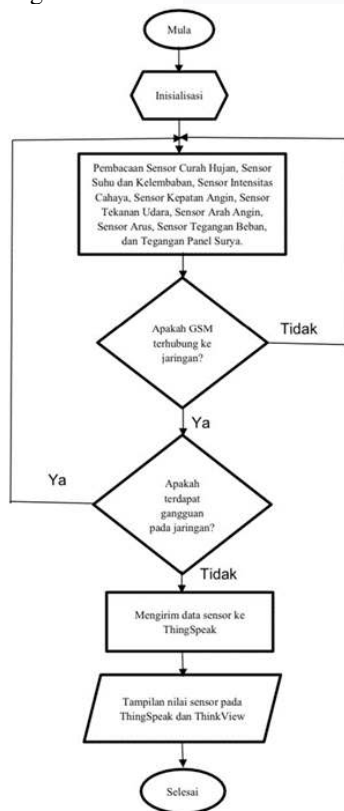 Mula
Inisialisasi
Pembacaan Sensor Curah Hujan, Sensor
Suhu dan Kelembaban, Sensor Intensitas
Cahaya, Sensor Kepatan Angin, Sensor
Tekanan Udara, Sensor Arah Angin,
Sensor Arus, Sensor Tegangan Beban,
dan Tegangan Panel Surya.
Apakah GSM
terhubung ke
jaringan?
Tidak
Ya
Apakah
terdapat
gangguan
pada jaringan?
Ya
Tidak
Mengirim data sensor ke
ThingSpeak
Tampilan nilai sensor pada
ThingSpeak dan ThinkView
Selesai